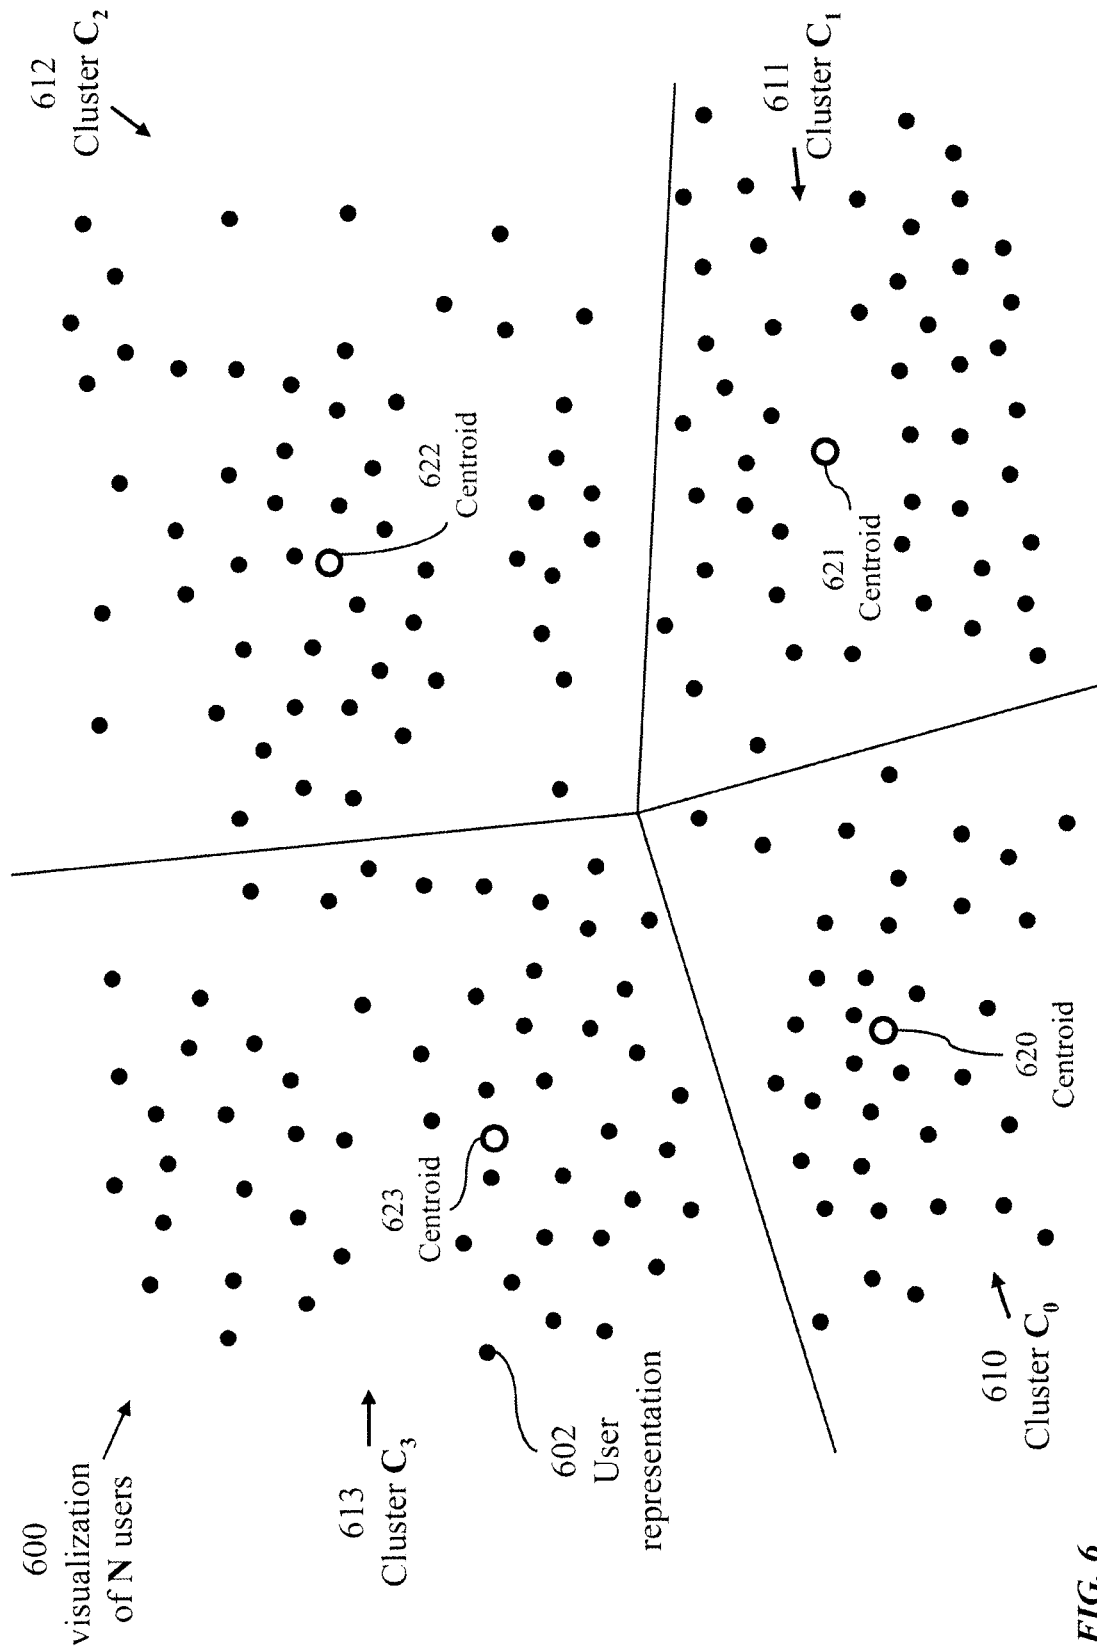 600
visualization
of N users
612
Cluster C2
613
Cluster C3
622
Centroid
623
Centroid
602
User
representation
611
Cluster C1
621
Centroid
620
Centroid
610
Cluster C0
FIG. 6